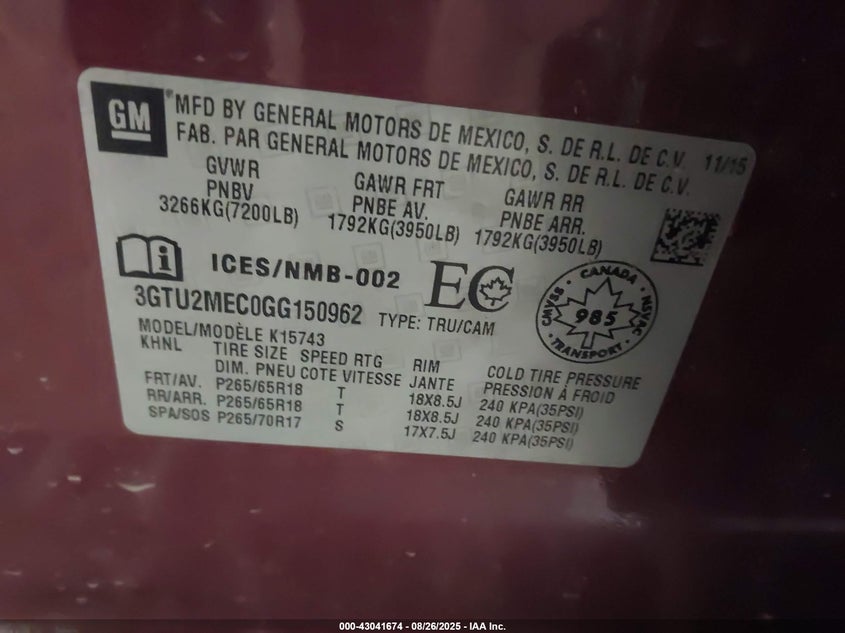 GM
MFD BY GENERAL MOTORS DE MEXICO, S. DE R.L. DE C.V. 11/15
FAB. PAR GENERAL MOTORS DE MEXICO, S. DE R.L. DE C.V.
GVWR GAWR FRT GAWR RR
PNBV PNBE AV. PNBE ARR.
3266KG(7200LB) 1792KG(3950LB) 1792KG(3950LB)
i ICES/NMB-002 EC
3GTU2MEC0GG150962 TYPE: TRU/CAM
CANADA
CMVSS 985 NSVAC
TRANSPORT
MODEL/MODÈLE K15743
KHNL TIRE SIZE SPEED RTG RIM COLD TIRE PRESSURE
DIM. PNEU COTE VITESSE JANTE PRESSION À FROID
FRT/AV. P265/65R18 T 18X8.5J 240 KPA(35PSI)
RR/ARR. P265/65R18 T 18X8.5J 240 KPA(35PSI)
SPA/SOS P265/70R17 S 17X7.5J 240 KPA(35PSI)
000-43041674 - 08/26/2025 - IAA Inc.